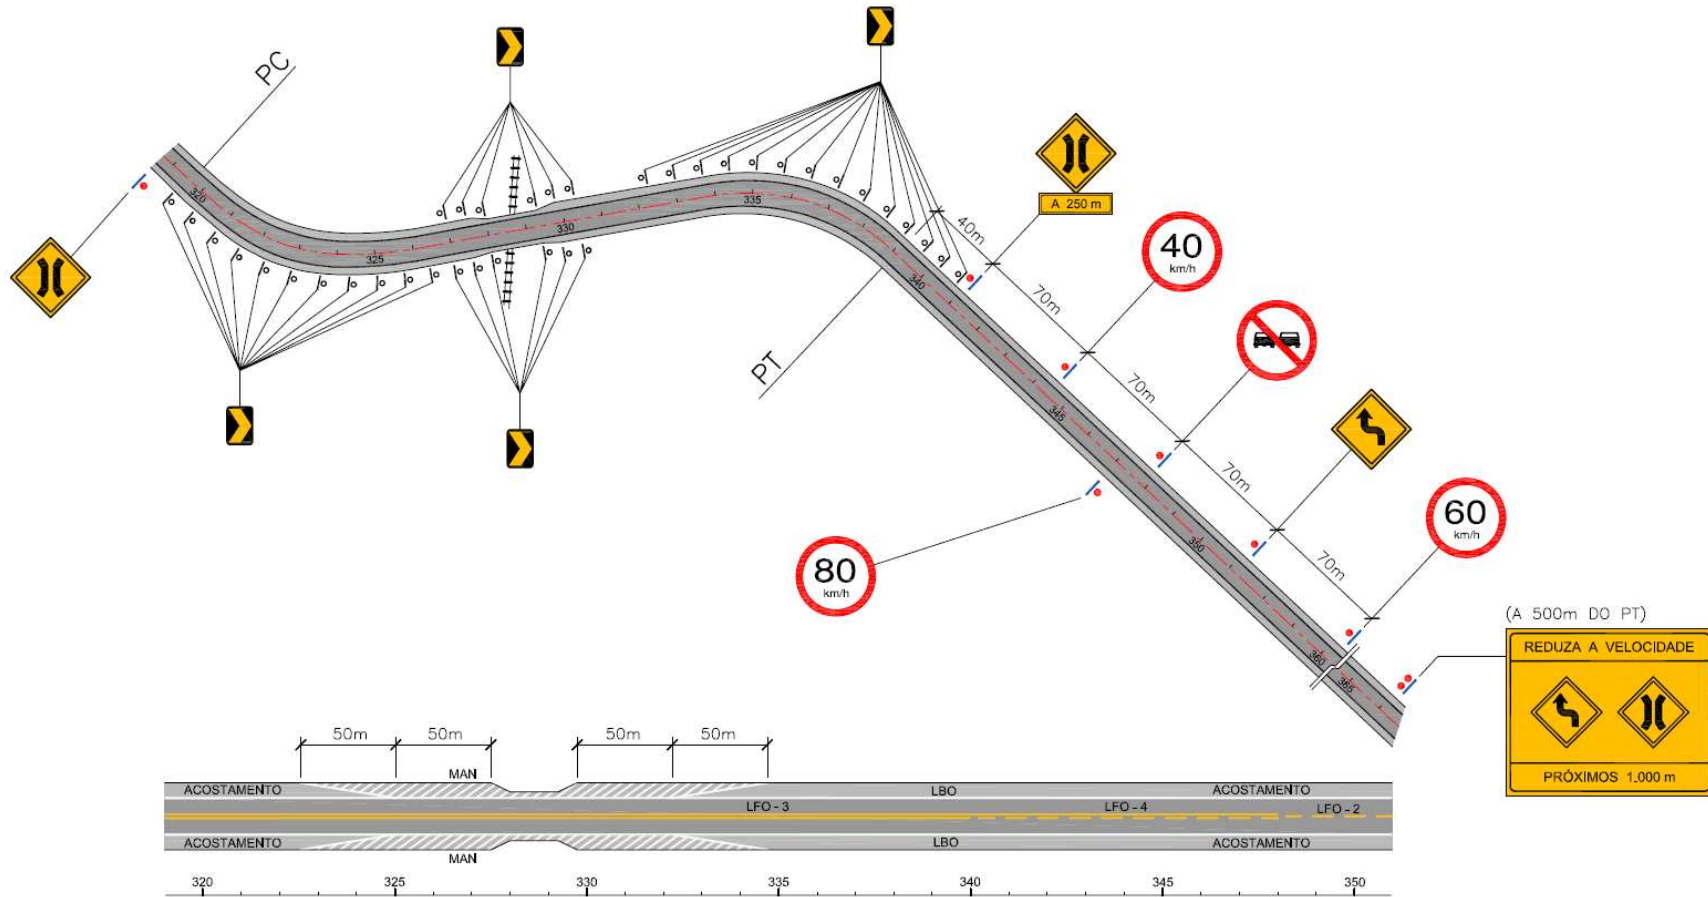 PC
320
325
330
335
340
345
350
360
365
PT
A 250 m
40m
70m
70m
70m
70m
40
km/h
60
km/h
80
km/h
(A 500m DO PT)
REDUZA A VELOCIDADE
PRÓXIMOS 1.000 m
50m
50m
50m
50m
MAN
ACOSTAMENTO
LBO
ACOSTAMENTO
LFO - 3
LFO - 4
LFO - 2
ACOSTAMENTO
LBO
ACOSTAMENTO
MAN
320
325
330
335
340
345
350